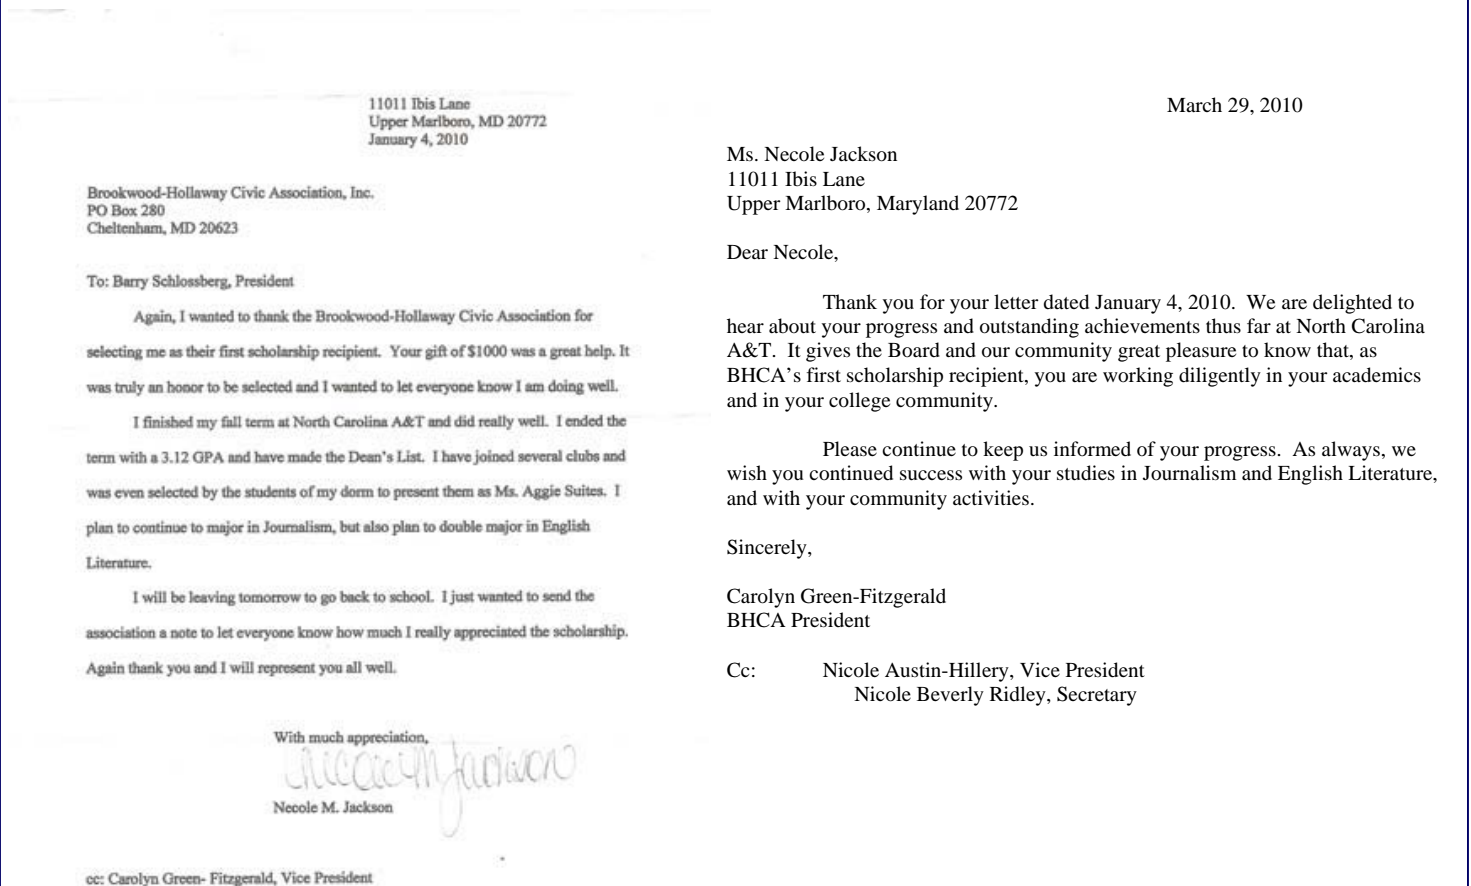 11011 Ibis Lane
Upper Marlboro, MD 20772
January 4, 2010
Brookwood-Hollaway Civic Association, Inc.
PO Box 280
Cheltenham, MD 20623
To: Barry Schlossberg, President
Again, I wanted to thank the Brookwood-Hollaway Civic Association for
selecting me as their first scholarship recipient. Your gift of $1000 was a great help. It
was truly an honor to be selected and I wanted to let everyone know I am doing well.
I finished my fall term at North Carolina A&T and did really well. I ended the
term with a 3.12 GPA and have made the Dean's List. I have joined several clubs and
was even selected by the students of my dorm to present them as Ms. Aggie Suites. I
plan to continue to major in Journalism, but also plan to double major in English
Literature.
I will be leaving tomorrow to go back to school. I just wanted to send the
association a note to let everyone know how much I really appreciated the scholarship.
Again thank you and I will represent you all well.
With much appreciation,
Necole M Jackson
Necole M. Jackson
cc: Carolyn Green- Fitzgerald, Vice President
March 29, 2010
Ms. Necole Jackson
11011 Ibis Lane
Upper Marlboro, Maryland 20772
Dear Necole,
Thank you for your letter dated January 4, 2010. We are delighted to
hear about your progress and outstanding achievements thus far at North Carolina
A&T. It gives the Board and our community great pleasure to know that, as
BHCA's first scholarship recipient, you are working diligently in your academics
and in your college community.
Please continue to keep us informed of your progress. As always, we
wish you continued success with your studies in Journalism and English Literature,
and with your community activities.
Sincerely,
Carolyn Green-Fitzgerald
BHCA President
Cc: Nicole Austin-Hillery, Vice President
Nicole Beverly Ridley, Secretary